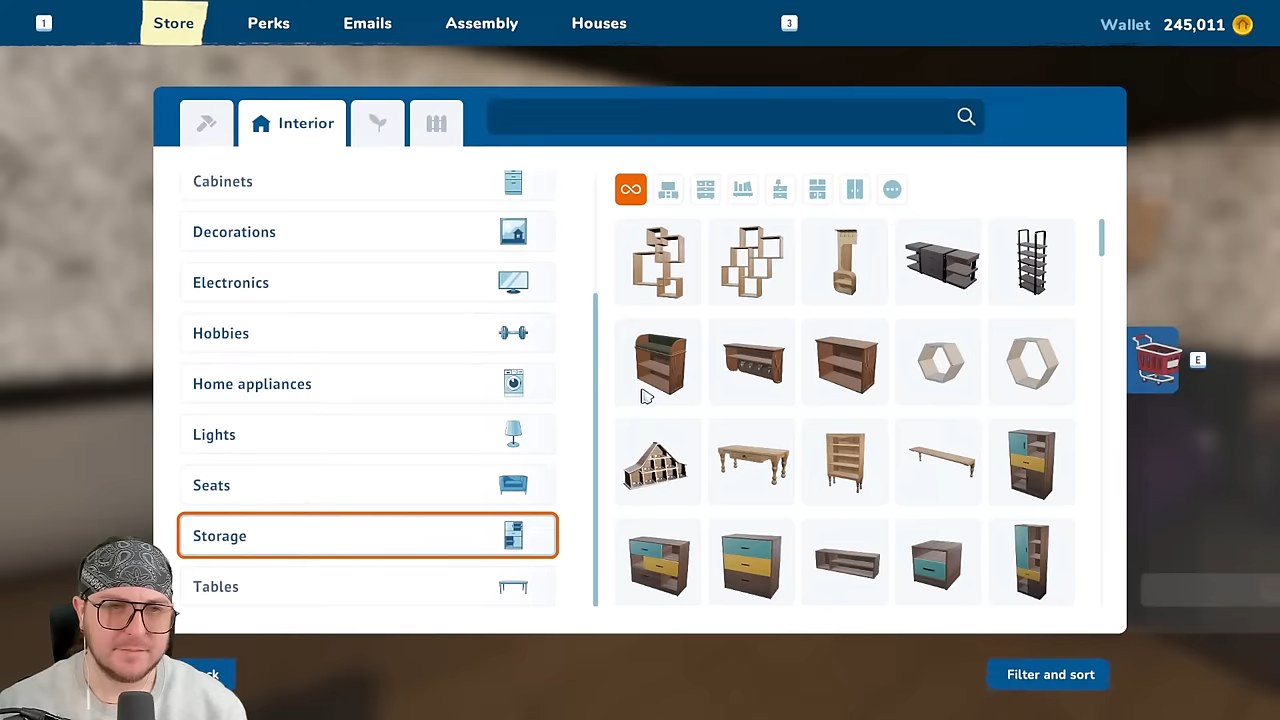 1 Store Perks Emails Assembly Houses 3 Wallet 245,011
Interior
Cabinets
Decorations
Electronics
Hobbies
E
Home appliances
Lights
Seats
Storage
Tables
Filter and sort